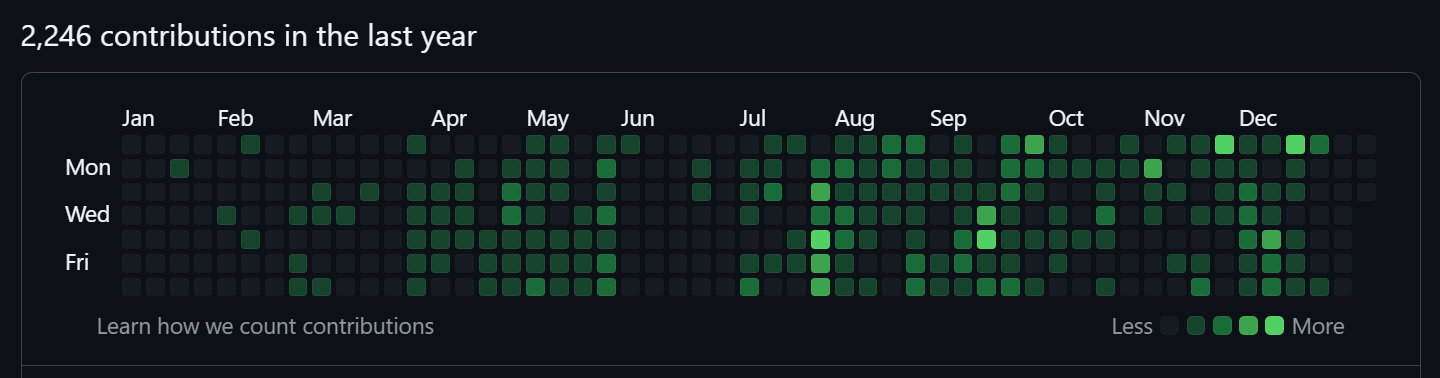 2,246 contributions in the last year
Jan Feb Mar Apr May Jun Jul Aug Sep Oct Nov Dec
Mon
Wed
Fri
Learn how we count contributions Less More